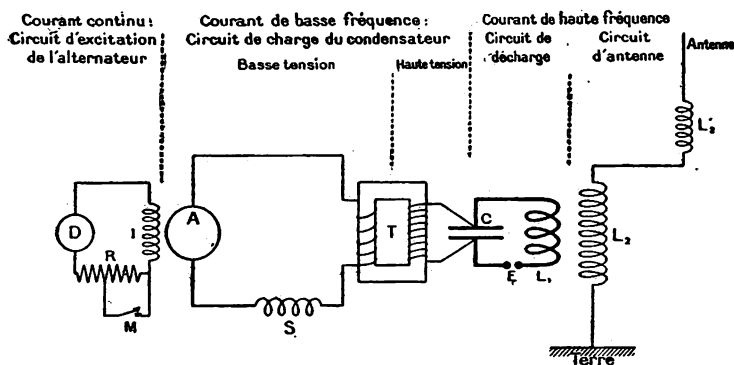 Courant continu:
Circuit d'excitation
de l'alternateur
Courant de basse fréquence:
Circuit de charge du condensateur
Basse tension
Haute tension
Courant de haute fréquence
Circuit de
décharge
Circuit
d'antenne
Antenne
L'2
D
I
A
R
M
S
T
C
E
L1
L2
Terre